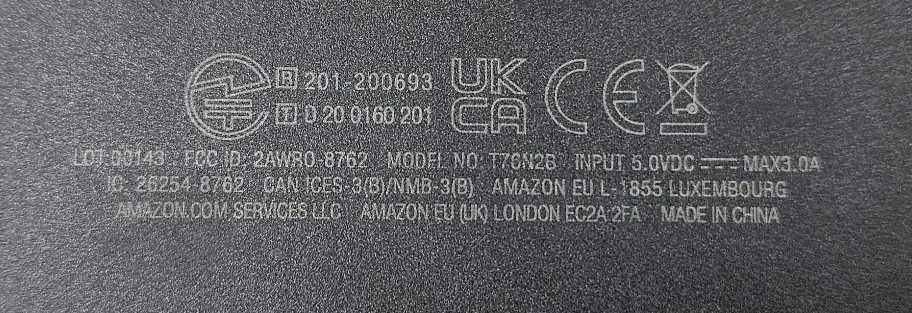 R 201-200693
T D 20 0160 201
UK
CA
CE
LOT 00143 FCC ID: 2AWRO-8762 MODEL NO: T76N2B INPUT 5.0VDC ⎓ MAX3.0A
IC: 26254-8762 CAN ICES-3(B)/NMB-3(B) AMAZON EU L-1855 LUXEMBOURG
AMAZON.COM SERVICES LLC AMAZON EU (UK) LONDON EC2A 2FA MADE IN CHINA